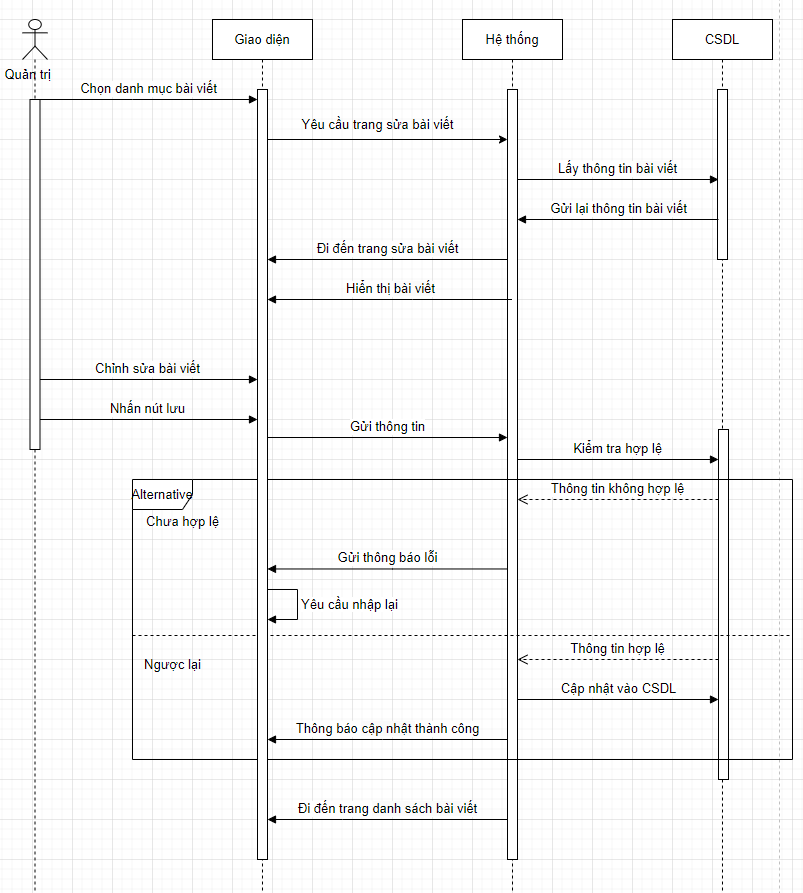 Giao diện
Hệ thống
CSDL
Quản trị
Chọn danh mục bài viết
Yêu cầu trang sửa bài viết
Lấy thông tin bài viết
Gửi lại thông tin bài viết
Đi đến trang sửa bài viết
Hiển thị bài viết
Chỉnh sửa bài viết
Nhấn nút lưu
Gửi thông tin
Kiểm tra hợp lệ
Alternative
Thông tin không hợp lệ
Chưa hợp lệ
Gửi thông báo lỗi
Yêu cầu nhập lại
Thông tin hợp lệ
Ngược lại
Cập nhật vào CSDL
Thông báo cập nhật thành công
Đi đến trang danh sách bài viết